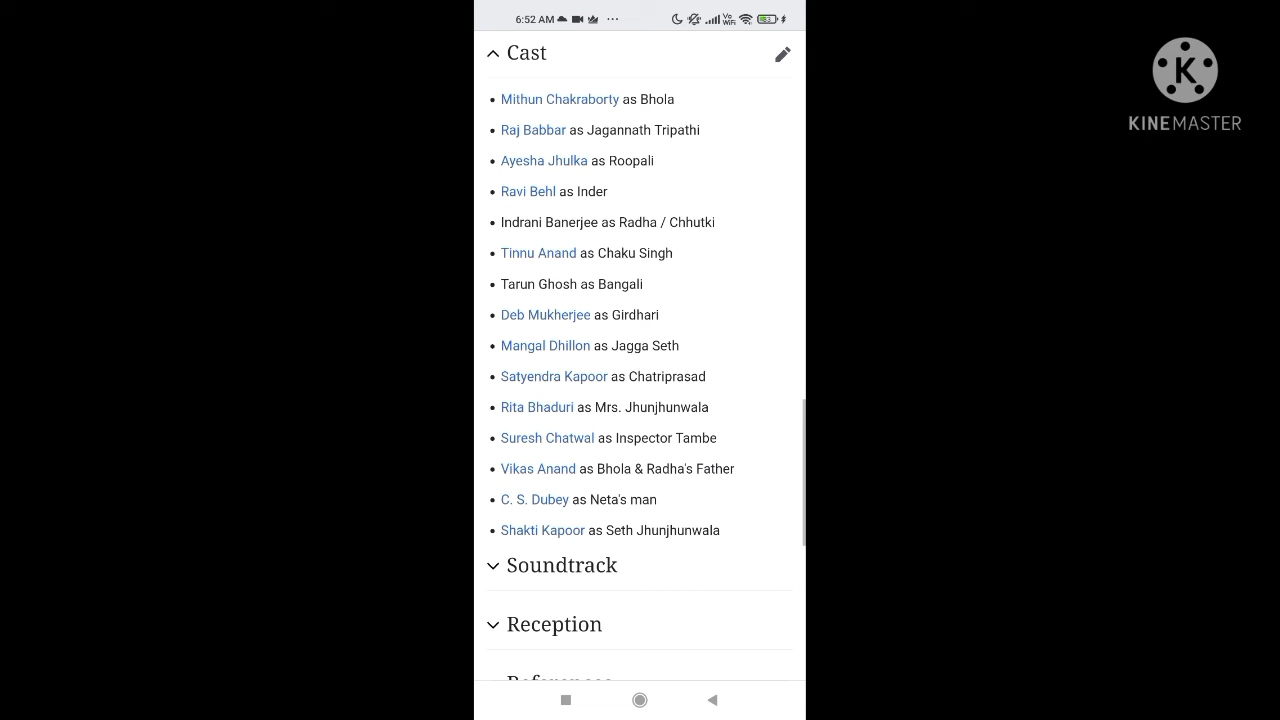 6:52 AM
Cast
Mithun Chakraborty as Bhola
Raj Babbar as Jagannath Tripathi
Ayesha Jhulka as Roopali
Ravi Behl as Inder
Indrani Banerjee as Radha / Chhutki
Tinnu Anand as Chaku Singh
Tarun Ghosh as Bangali
Deb Mukherjee as Girdhari
Mangal Dhillon as Jagga Seth
Satyendra Kapoor as Chatriprasad
Rita Bhaduri as Mrs. Jhunjhunwala
Suresh Chatwal as Inspector Tambe
Vikas Anand as Bhola & Radha's Father
C. S. Dubey as Neta's man
Shakti Kapoor as Seth Jhunjhunwala
Soundtrack
Reception
K
KINEMASTER